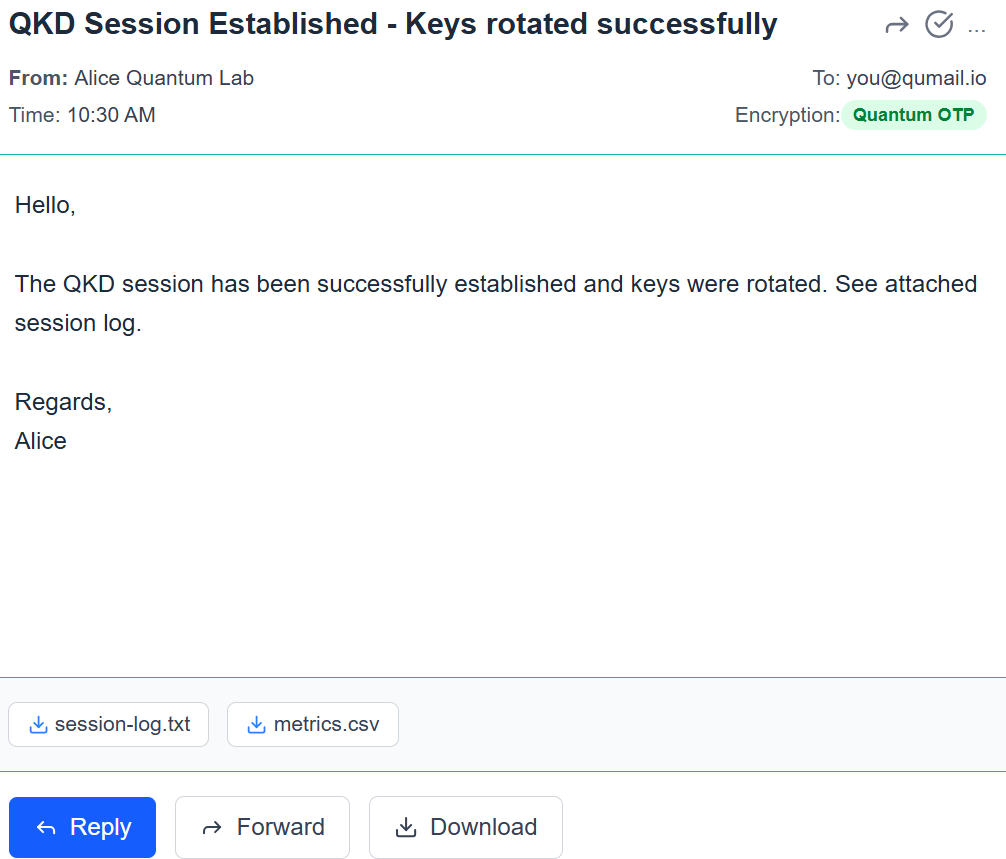 QKD Session Established - Keys rotated successfully
...
From: Alice Quantum Lab
To: you@qumail.io
Time: 10:30 AM
Encryption: Quantum OTP
Hello,
The QKD session has been successfully established and keys were rotated. See attached
session log.
Regards,
Alice
session-log.txt
metrics.csv
Reply
Forward
Download